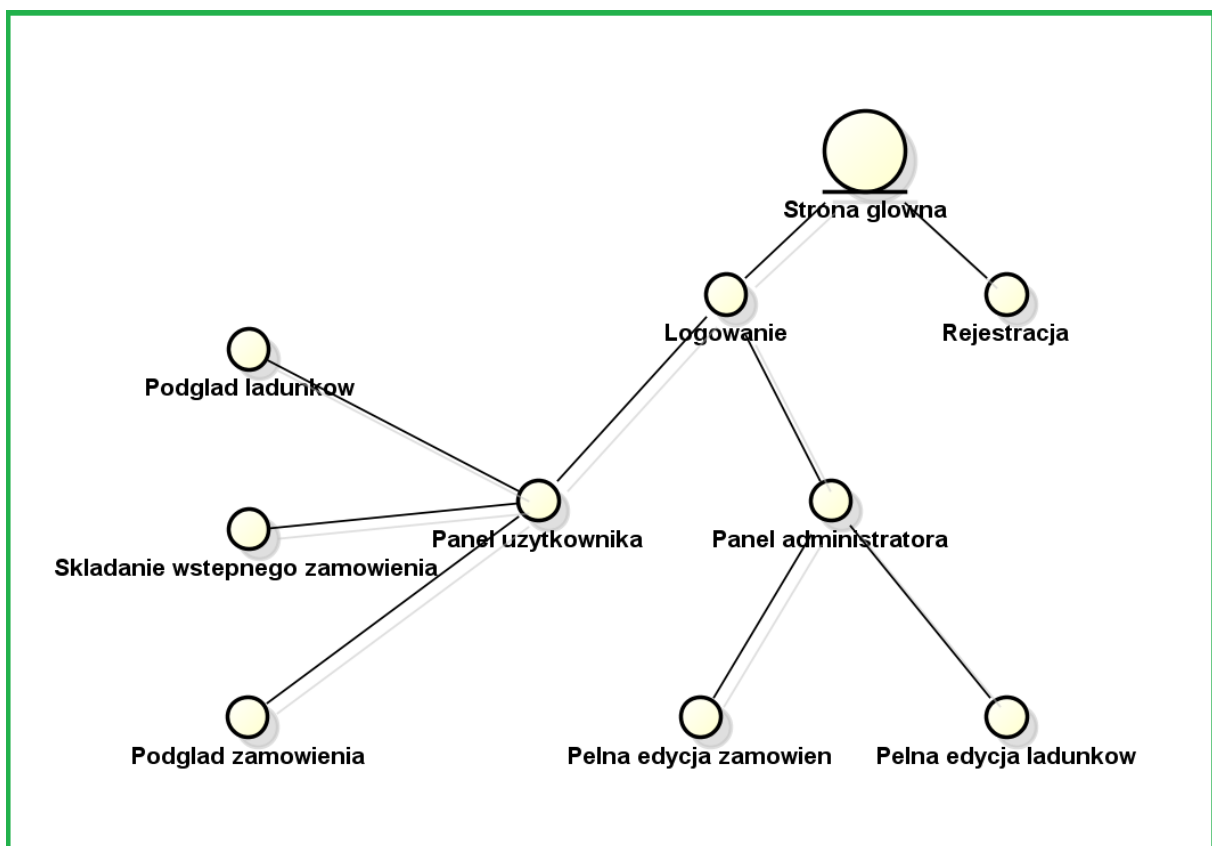 Strona glowna
Logowanie
Rejestracja
Podglad ladunkow
Panel uzytkownika
Panel administratora
Skladanie wstepnego zamowienia
Podglad zamowienia
Pelna edycja zamowien
Pelna edycja ladunkow